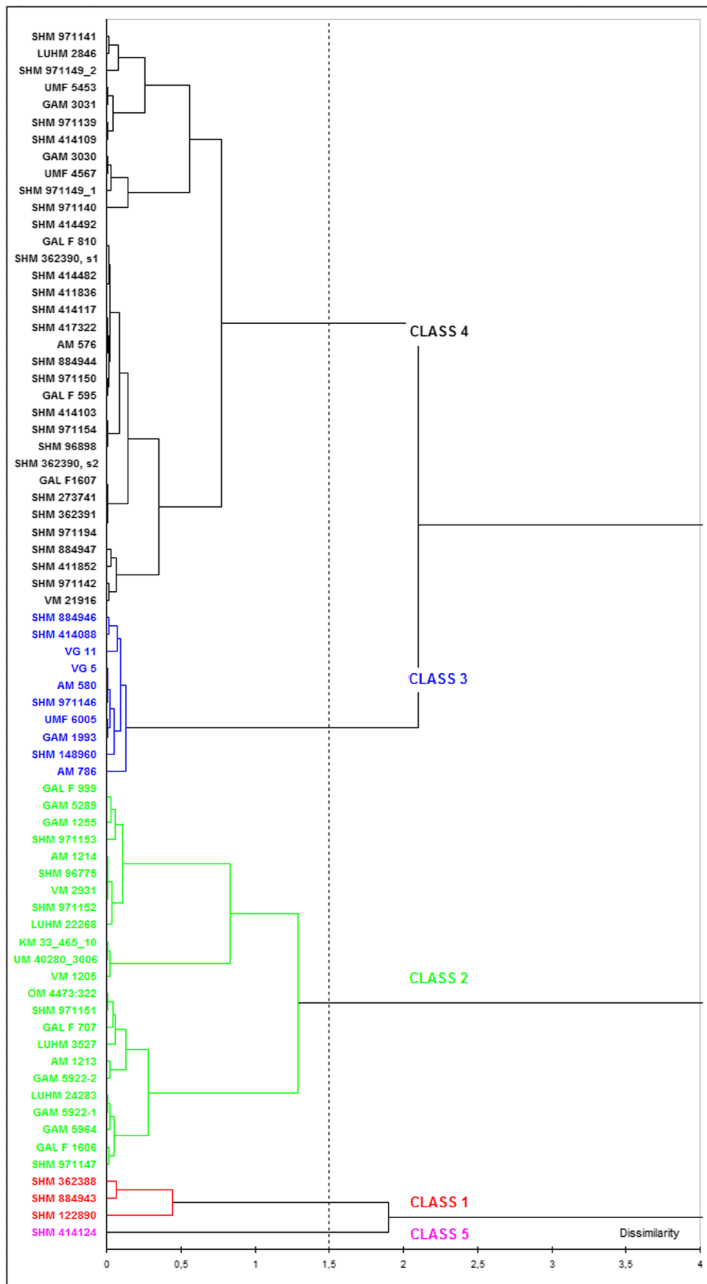 SHM 971141
LUHM 2846
SHM 971149_2
UMF 5453
GAM 3031
SHM 971139
SHM 414109
GAM 3030
UMF 4567
SHM 971149_1
SHM 971140
SHM 414492
GAL F 810
SHM 362390, s1
SHM 414482
SHM 411836
SHM 414117
SHM 417322
CLASS 4
AM 576
SHM 884944
SHM 971150
GAL F 595
SHM 414103
SHM 971154
SHM 96898
SHM 362390, s2
GAL F1607
SHM 273741
SHM 362391
SHM 971194
SHM 884947
SHM 411852
SHM 971142
VM 21916
SHM 884946
SHM 414088
VG 11
VG 5
CLASS 3
AM 580
SHM 971146
UMF 6005
GAM 1993
SHM 148960
AM 786
GAL F 999
GAM 5289
GAM 1255
SHM 971153
AM 1214
SHM 96775
VM 2931
SHM 971152
LUHM 22268
KM 33_465_10
UM 40280_3006
VM 1205
CLASS 2
ÖM 4473:322
SHM 971151
GAL F 707
LUHM 3527
AM 1213
GAM 5922-2
LUHM 24283
GAM 5922-1
GAM 5964
GAL F 1606
SHM 971147
SHM 362388
SHM 884943
CLASS 1
SHM 122890
SHM 414124
CLASS 5
Dissimilarity
0 0,5 1 1,5 2 2,5 3 3,5 4